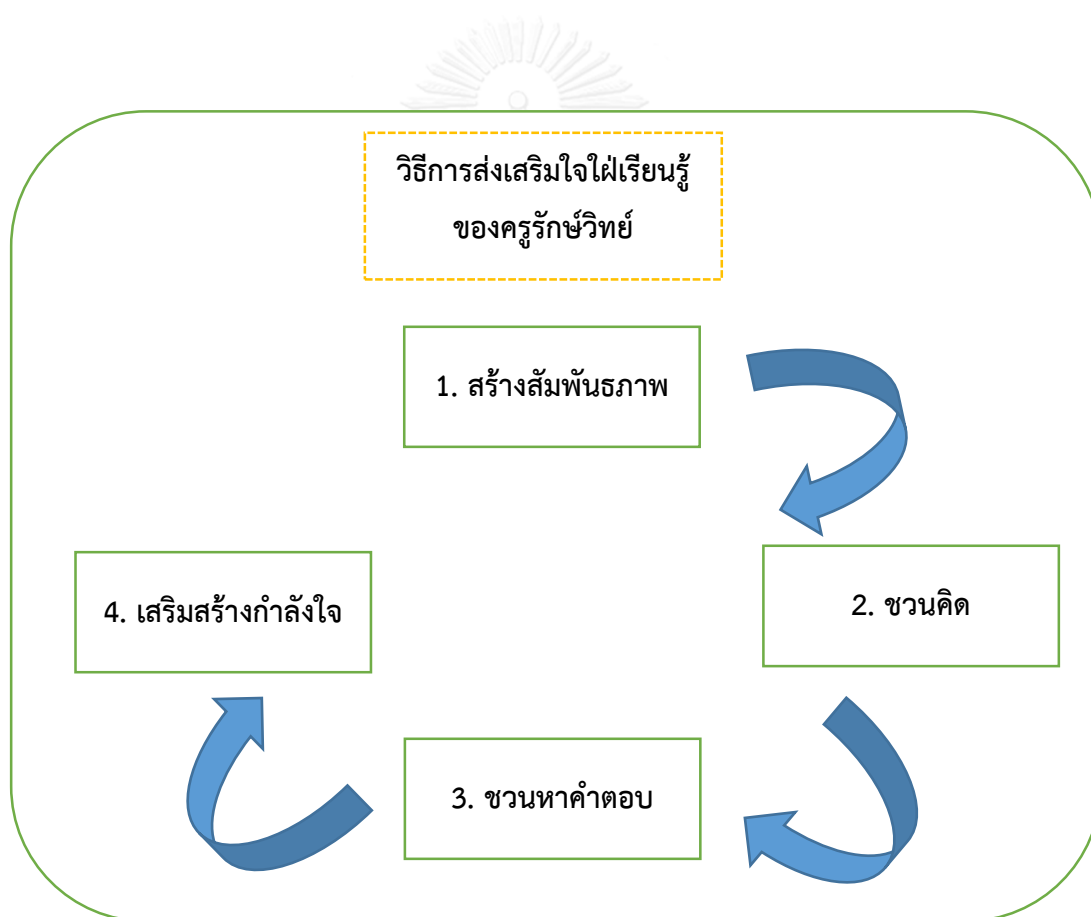 วิธีการส่งเสริมใจใฝ่เรียนรู้
ของครูรักษ์วิทย์
1. สร้างสัมพันธภาพ
2. ชวนคิด
3. ชวนหาคำตอบ
4. เสริมสร้างกำลังใจ